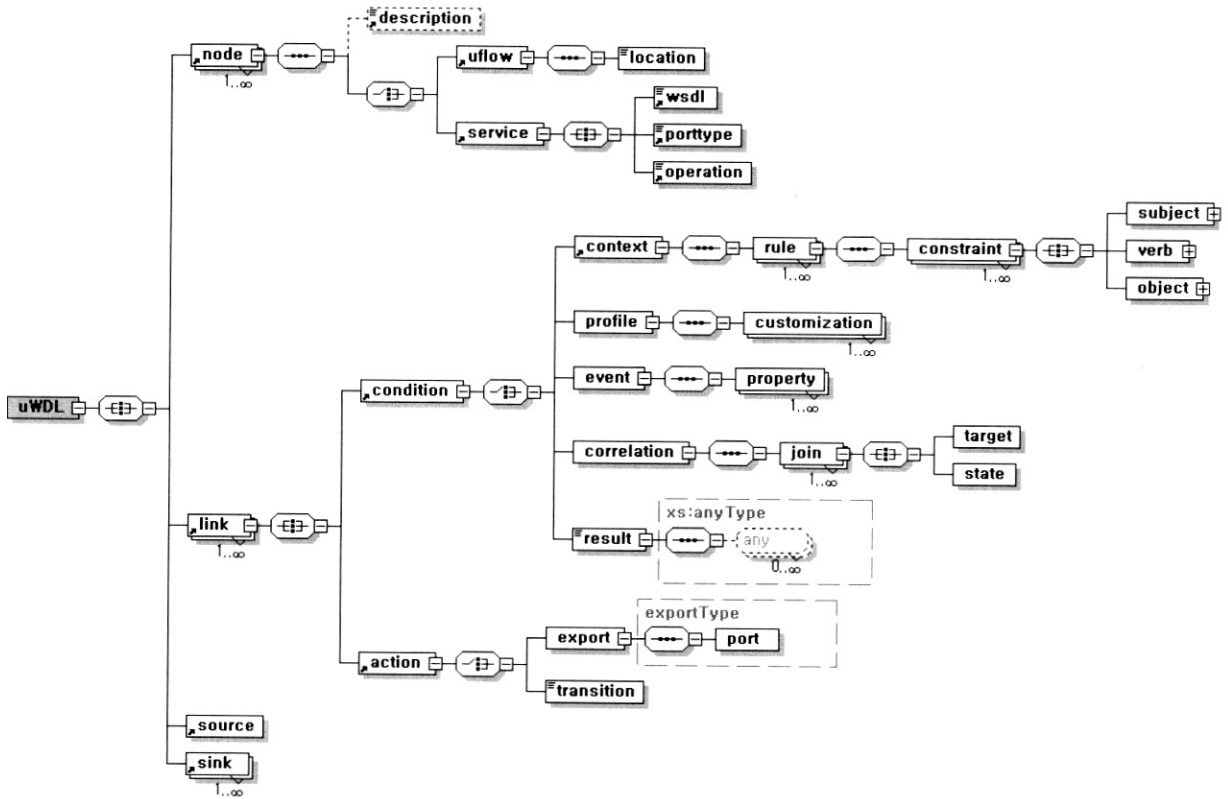 description
node
1..∞
uflow
location
wsdl
service
porttype
operation
subject
context
rule
constraint
verb
1..∞
1..∞
object
profile
customization
1..∞
event
property
1..∞
condition
uWDL
target
correlation
join
state
1..∞
xs:anyType
link
result
any
1..∞
0..∞
exportType
export
port
action
transition
source
sink
1..∞